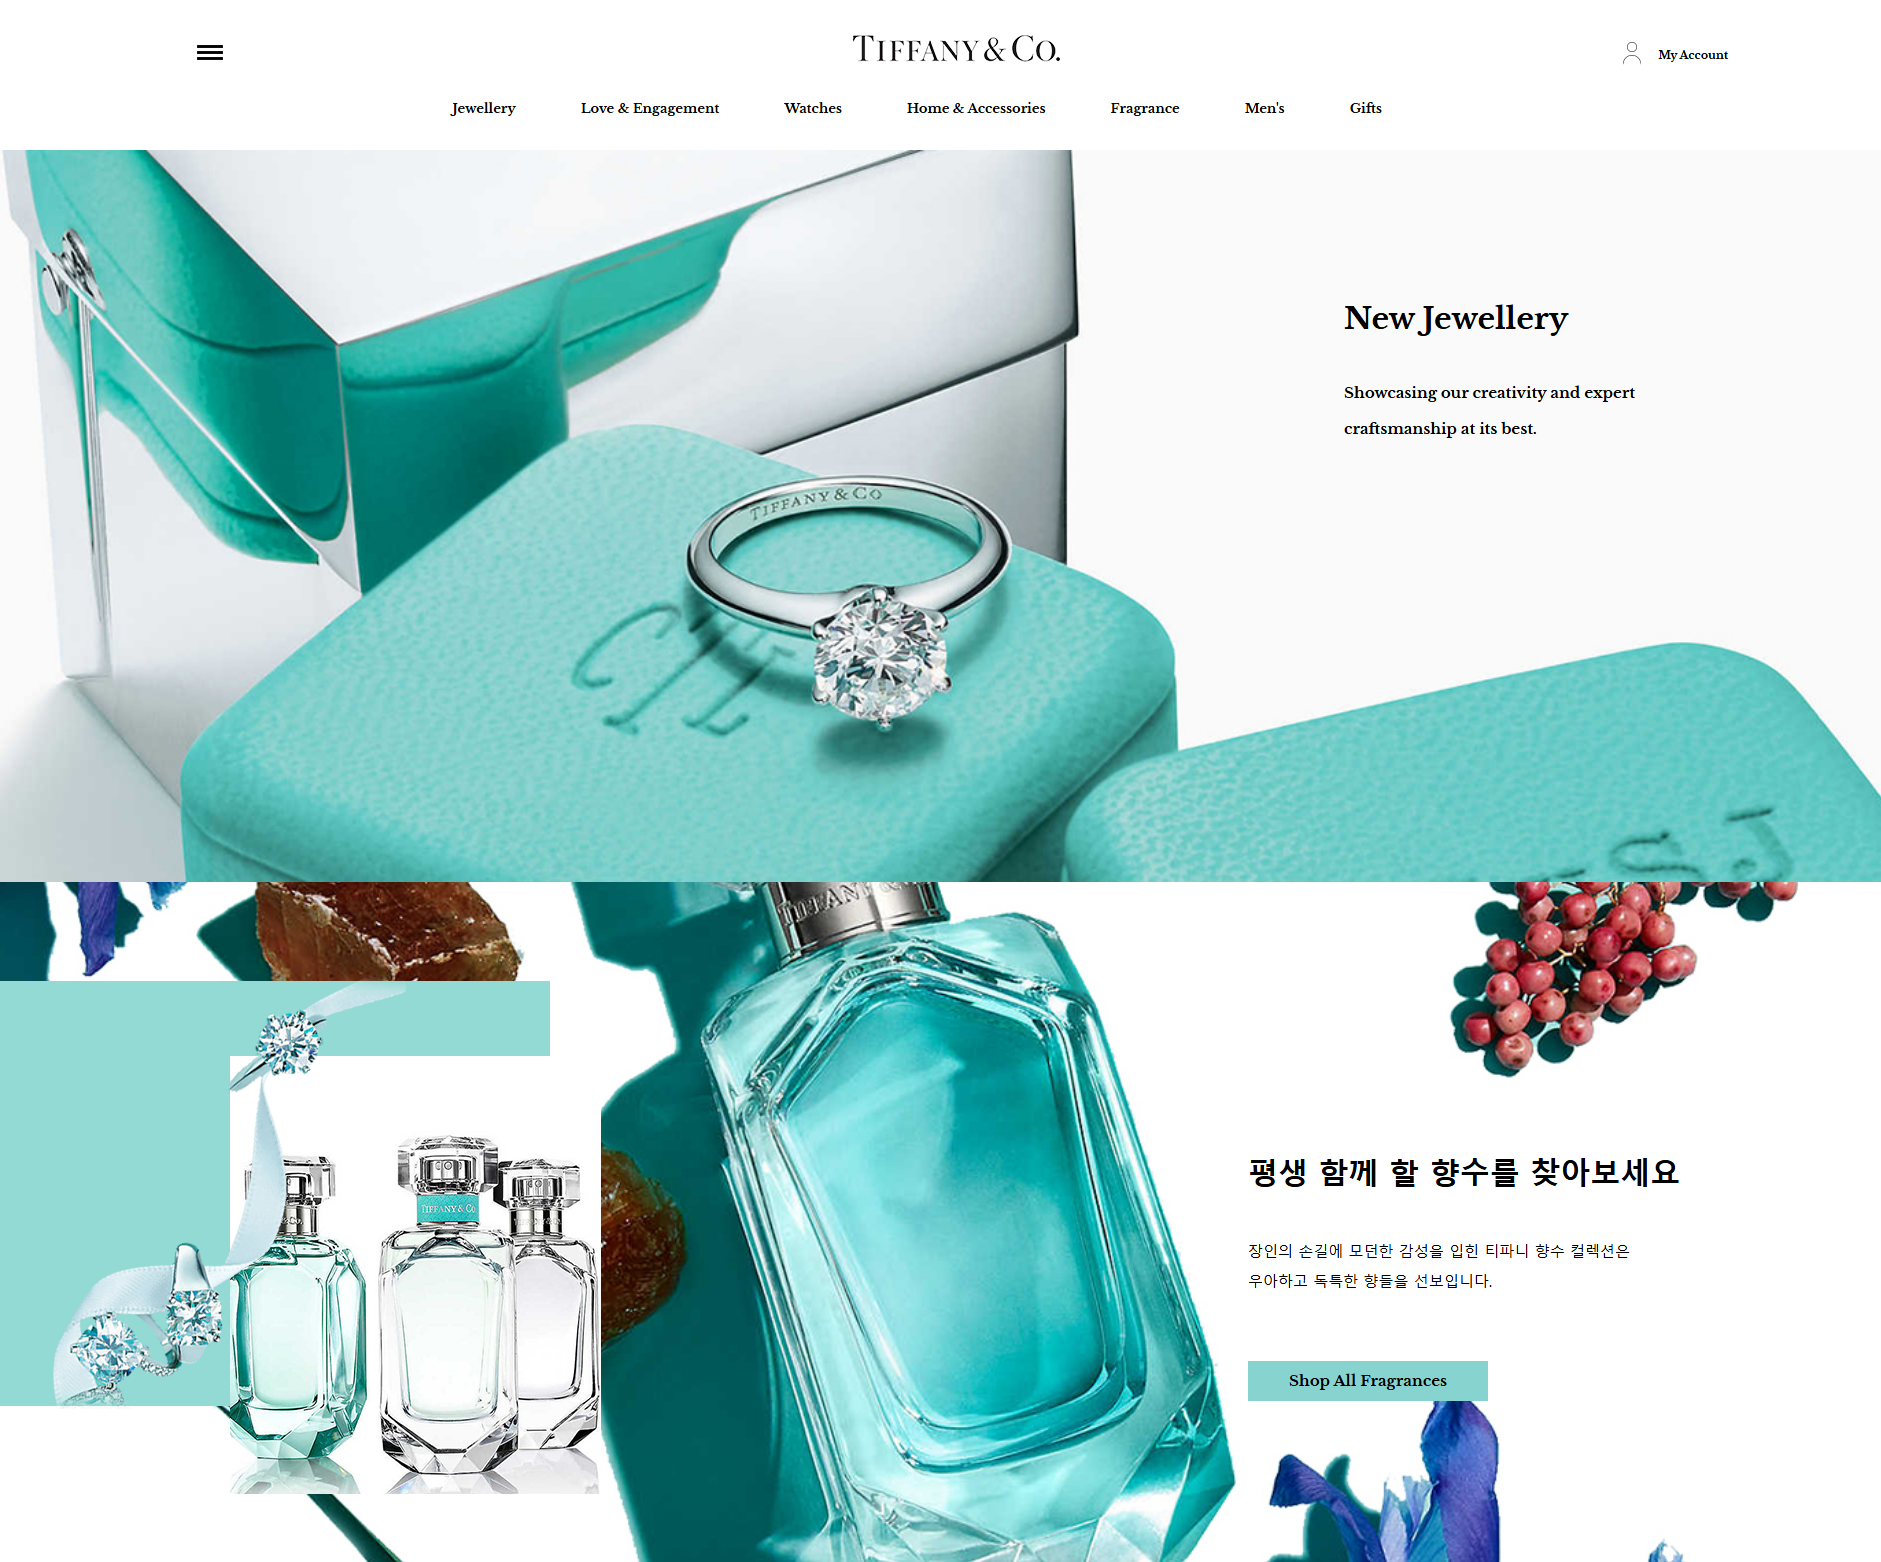 TIFFANY & CO.
My Account
Jewellery
Love & Engagement
Watches
Home & Accessories
Fragrance
Men's
Gifts
New Jewellery
Showcasing our creativity and expert
craftsmanship at its best.
TIFFANY & CO
TIFFANY &
평생 함께 할 향수를 찾아보세요
TIFFANY & CO
장인의 손길에 모던한 감성을 입힌 티파니 향수 컬렉션은
우아하고 독특한 향들을 선보입니다.
Shop All Fragrances